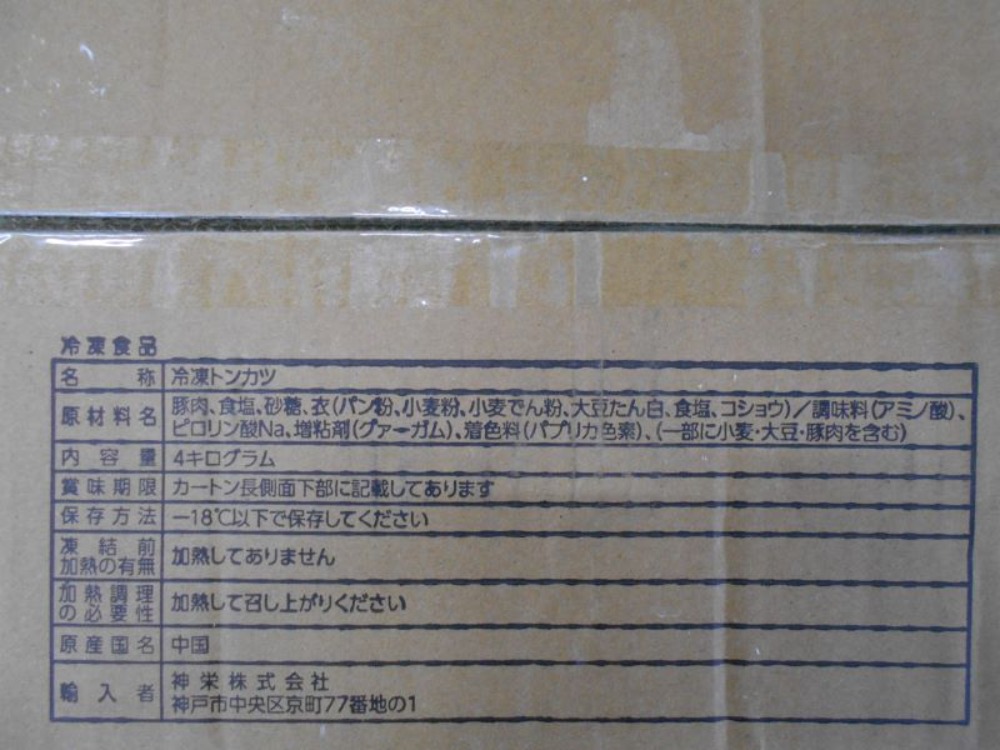 冷凍食品
名称 冷凍トンカツ
原材料名 豚肉、食塩、砂糖、衣(パン粉、小麦粉、小麦でん粉、大豆たん白、食塩、コショウ)/調味料(アミノ酸)、
ピロリン酸Na、増粘剤(グァーガム)、着色料(パプリカ色素)、(一部に小麦・大豆・豚肉を含む)
内容量 4キログラム
賞味期限 カートン長側面下部に記載してあります
保存方法 −18℃以下で保存してください
凍結前
加熱の有無 加熱してありません
加熱調理
の必要性 加熱して召し上がりください
原産国名 中国
輸入者 神栄株式会社
神戸市中央区京町77番地の1